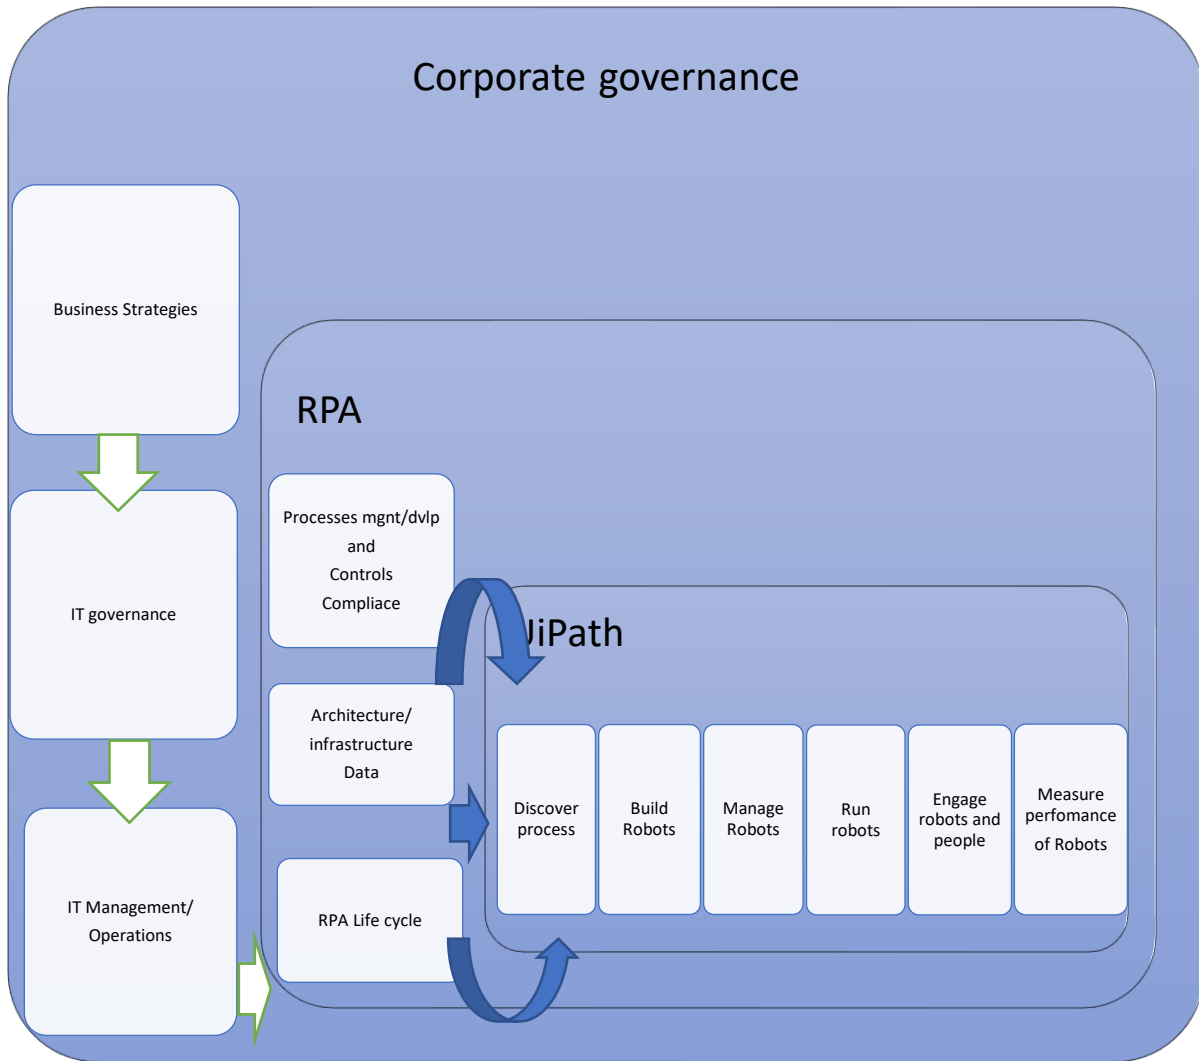 Corporate governance
Business Strategies
IT governance
IT Management/
Operations
RPA
Processes mgnt/dvlp
and
Controls
Compliace
Architecture/
infrastructure
Data
RPA Life cycle
UiPath
Discover
process
Build
Robots
Manage
Robots
Run
robots
Engage
robots and
people
Measure
perfomance
of Robots